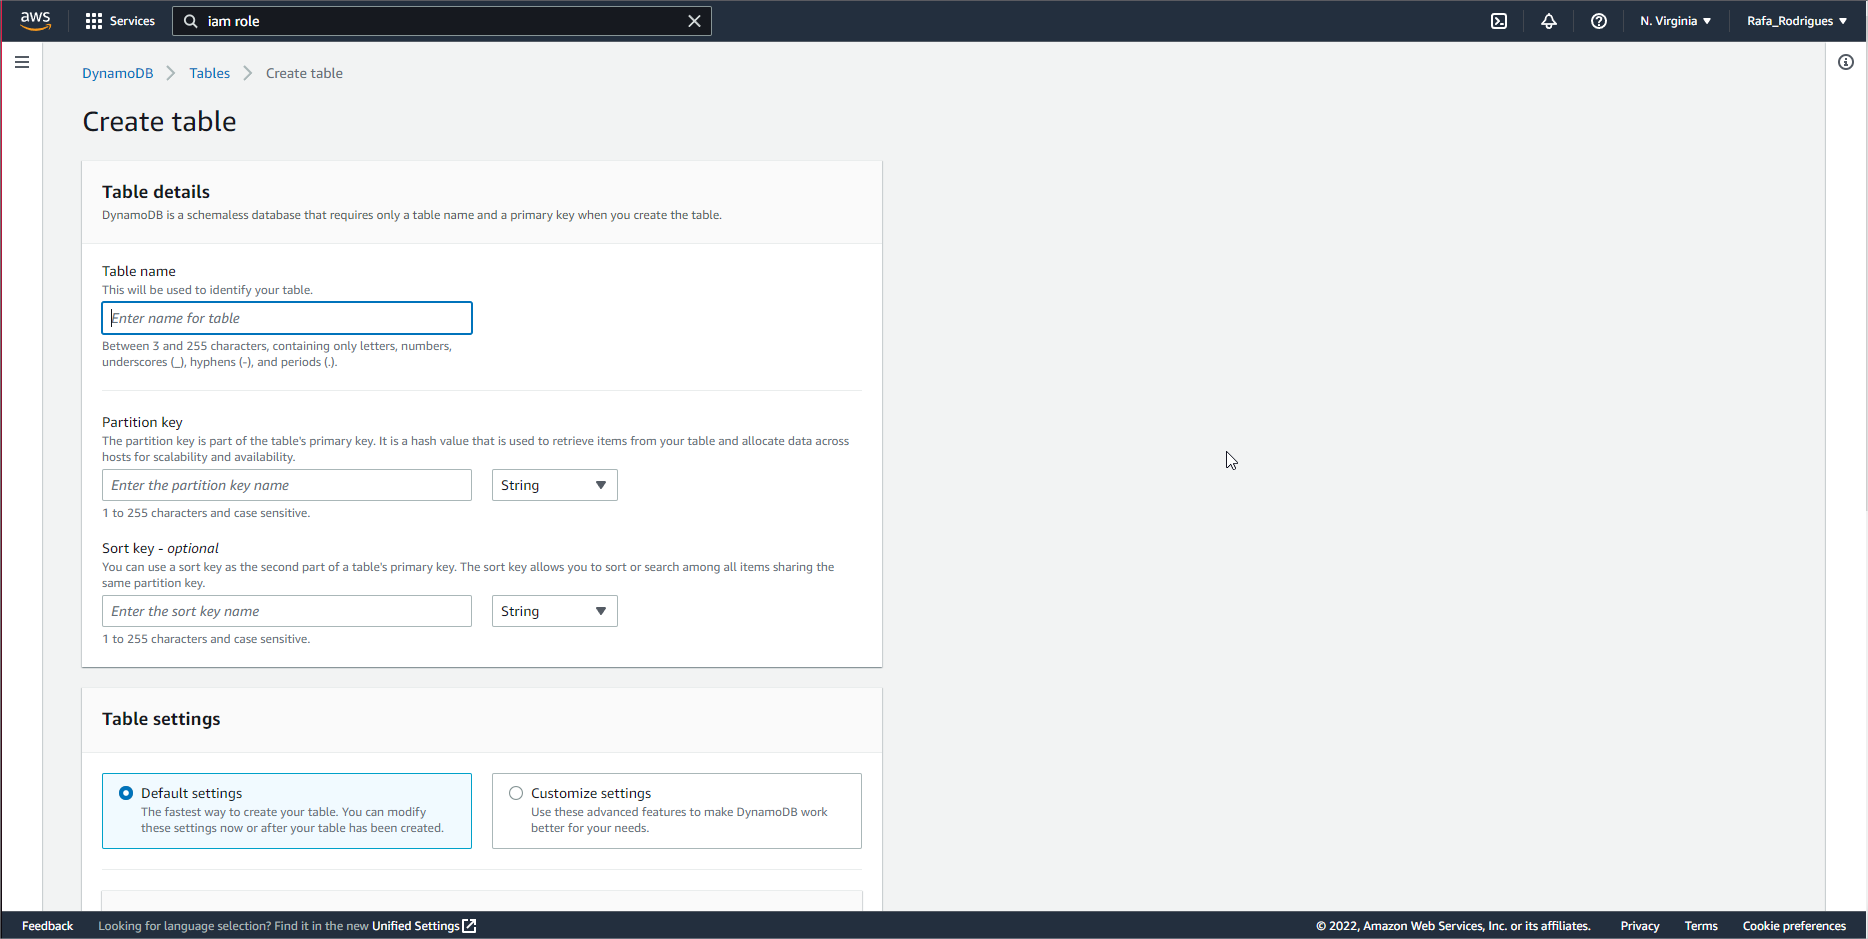 aws Services iam role N. Virginia Rafa_Rodrigues
DynamoDB Tables Create table
Create table
Table details
DynamoDB is a schemaless database that requires only a table name and a primary key when you create the table.
Table name
This will be used to identify your table.
Enter name for table
Between 3 and 255 characters, containing only letters, numbers,
underscores (_), hyphens (-), and periods (.).
Partition key
The partition key is part of the table's primary key. It is a hash value that is used to retrieve items from your table and allocate data across
hosts for scalability and availability.
Enter the partition key name String
1 to 255 characters and case sensitive.
Sort key - optional
You can use a sort key as the second part of a table's primary key. The sort key allows you to sort or search among all items sharing the
same partition key.
Enter the sort key name String
1 to 255 characters and case sensitive.
Table settings
Default settings
The fastest way to create your table. You can modify
these settings now or after your table has been created.
Customize settings
Use these advanced features to make DynamoDB work
better for your needs.
Feedback Looking for language selection? Find it in the new Unified Settings © 2022, Amazon Web Services, Inc. or its affiliates. Privacy Terms Cookie preferences